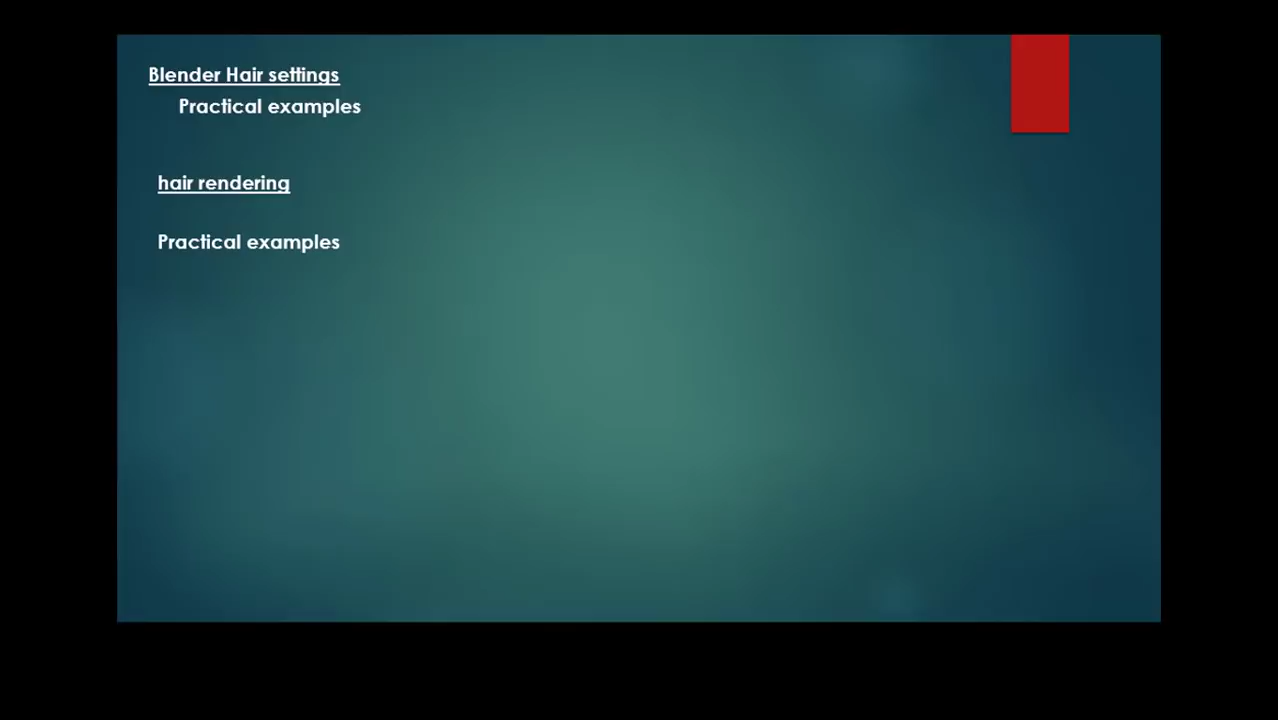 Blender Hair settings
Practical examples
hair rendering
Practical examples